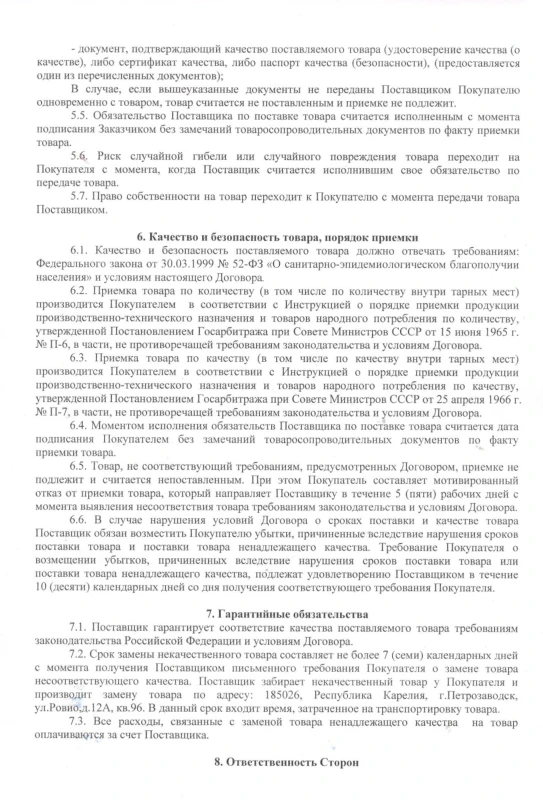 - документ, подтверждающий качество поставляемого товара (удостоверение качества (о
качестве), либо сертификат качества, либо паспорт качества (безопасности), (предоставляется
один из перечисленных документов);
В случае, если вышеуказанные документы не переданы Поставщиком Покупателю
одновременно с товаром, товар считается не поставленным и приемке не подлежит.
5.5. Обязательство Поставщика по поставке товара считается исполненным с момента
подписания Заказчиком без замечаний товаросопроводительных документов по факту приемки
товара.
5.6. Риск случайной гибели или случайного повреждения товара переходит на
Покупателя с момента, когда Поставщик считается исполнившим свое обязательство по
передаче товара.
5.7. Право собственности на товар переходит к Покупателю с момента передачи товара
Поставщиком.
6. Качество и безопасность товара, порядок приемки
6.1. Качество и безопасность поставляемого товара должно отвечать требованиям:
Федерального закона от 30.03.1999 № 52-ФЗ «О санитарно-эпидемиологическом благополучии
населения» и условиям настоящего Договора.
6.2. Приемка товара по количеству (в том числе по количеству внутри тарных мест)
производится Покупателем в соответствии с Инструкцией о порядке приемки продукции
производственно-технического назначения и товаров народного потребления по количеству,
утвержденной Постановлением Госарбитража при Совете Министров СССР от 15 июня 1965 г.
№ П-6, в части, не противоречащей требованиям законодательства и условиям Договора.
6.3. Приемка товара по качеству (в том числе по качеству внутри тарных мест)
производится Покупателем в соответствии с Инструкцией о порядке приемки продукции
производственно-технического назначения и товаров народного потребления по качеству,
утвержденной Постановлением Госарбитража при Совете Министров СССР от 25 апреля 1966 г.
№ П-7, в части, не противоречащей требованиям законодательства и условиям Договора.
6.4. Моментом исполнения обязательств Поставщика по поставке товара считается дата
подписания Покупателем без замечаний товаросопроводительных документов по факту
приемки товара.
6.5. Товар, не соответствующий требованиям, предусмотренных Договором, приемке не
подлежит и считается непоставленным. При этом Покупатель составляет мотивированный
отказ от приемки товара, который направляет Поставщику в течение 5 (пяти) рабочих дней с
момента выявления несоответствия товара требованиям законодательства и условиям Договора.
6.6. В случае нарушения условий Договора о сроках поставки и качестве товара
Поставщик обязан возместить Покупателю убытки, причиненные вследствие нарушения сроков
поставки товара и поставки товара ненадлежащего качества. Требование Покупателя о
возмещении убытков, причиненных вследствие нарушения сроков поставки товара или
поставки товара ненадлежащего качества, подлежат удовлетворению Поставщиком в течение
10 (десяти) календарных дней со дня получения соответствующего требования Покупателя.
7. Гарантийные обязательства
7.1. Поставщик гарантирует соответствие качества поставляемого товара требованиям
законодательства Российской Федерации и условиям Договора.
7.2. Срок замены некачественного товара составляет не более 7 (семи) календарных дней
с момента получения Поставщиком письменного требования Покупателя о замене товара
несоответствующего качества. Поставщик забирает некачественный товар у Покупателя и
производит замену товара по адресу: 185026, Республика Карелия, г.Петрозаводск,
ул.Ровио,д.12А, кв.96. В данный срок входит время, затраченное на транспортировку товара.
7.3. Все расходы, связанные с заменой товара ненадлежащего качества на товар
оплачиваются за счет Поставщика.
8. Ответственность Сторон